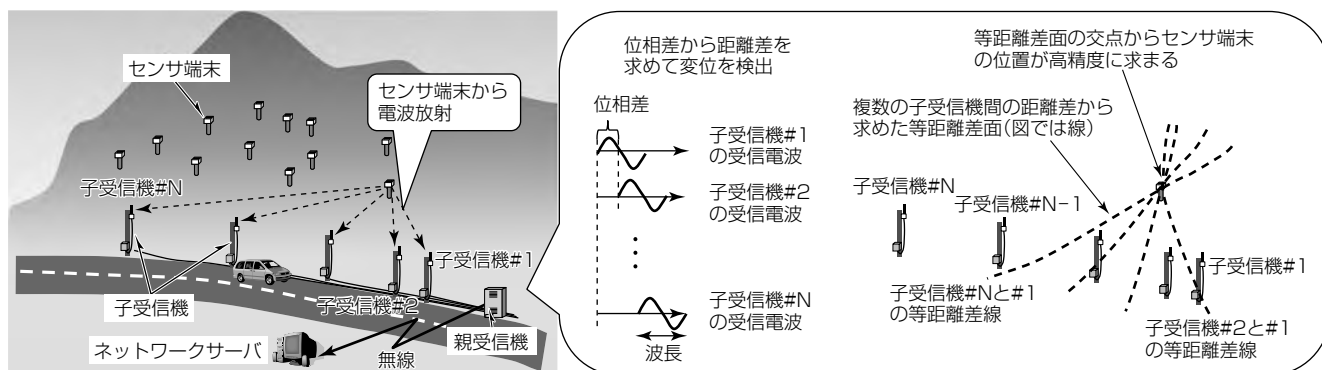 センサ端末
センサ端末から
電波放射
子受信機#N
子受信機#1
子受信機#2
子受信機
親受信機
ネットワークサーバ
無線
位相差から距離差を
求めて変位を検出
位相差
子受信機#1
の受信電波
子受信機#2
の受信電波
子受信機#N
の受信電波
波長
等距離差面の交点からセンサ端末
の位置が高精度に求まる
複数の子受信機間の距離差から
求めた等距離差面(図では線)
子受信機#N
子受信機#N−1
子受信機#1
子受信機#Nと#1
の等距離差線
子受信機#2と#1
の等距離差線